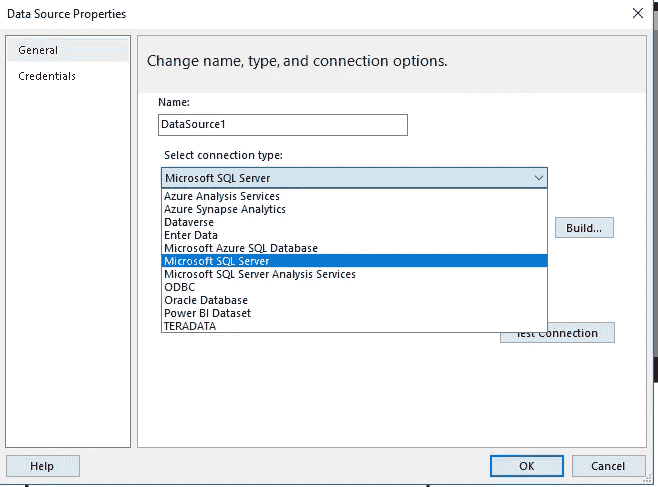 Data Source Properties
General
Credentials
Change name, type, and connection options.
Name:
DataSource1
Select connection type:
Microsoft SQL Server
Azure Analysis Services
Azure Synapse Analytics
Dataverse
Enter Data
Microsoft Azure SQL Database
Microsoft SQL Server
Microsoft SQL Server Analysis Services
ODBC
Oracle Database
Power BI Dataset
TERADATA
Build...
Test Connection
Help
OK
Cancel